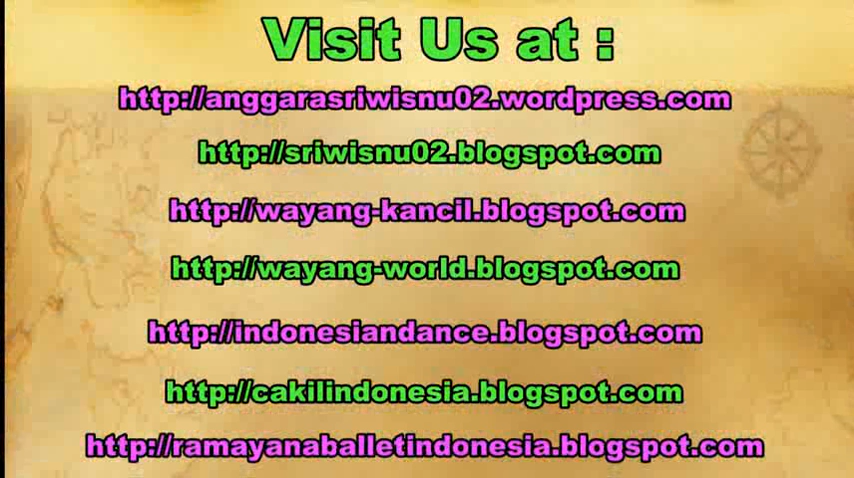 Visit Us at :
http://anggarasriwisnu02.wordpress.com
http://sriwisnu02.blogspot.com
http://wayang-kancil.blogspot.com
http://wayang-world.blogspot.com
http://indonesiandance.blogspot.com
http://cakilindonesia.blogspot.com
http://ramayanaballetindonesia.blogspot.com